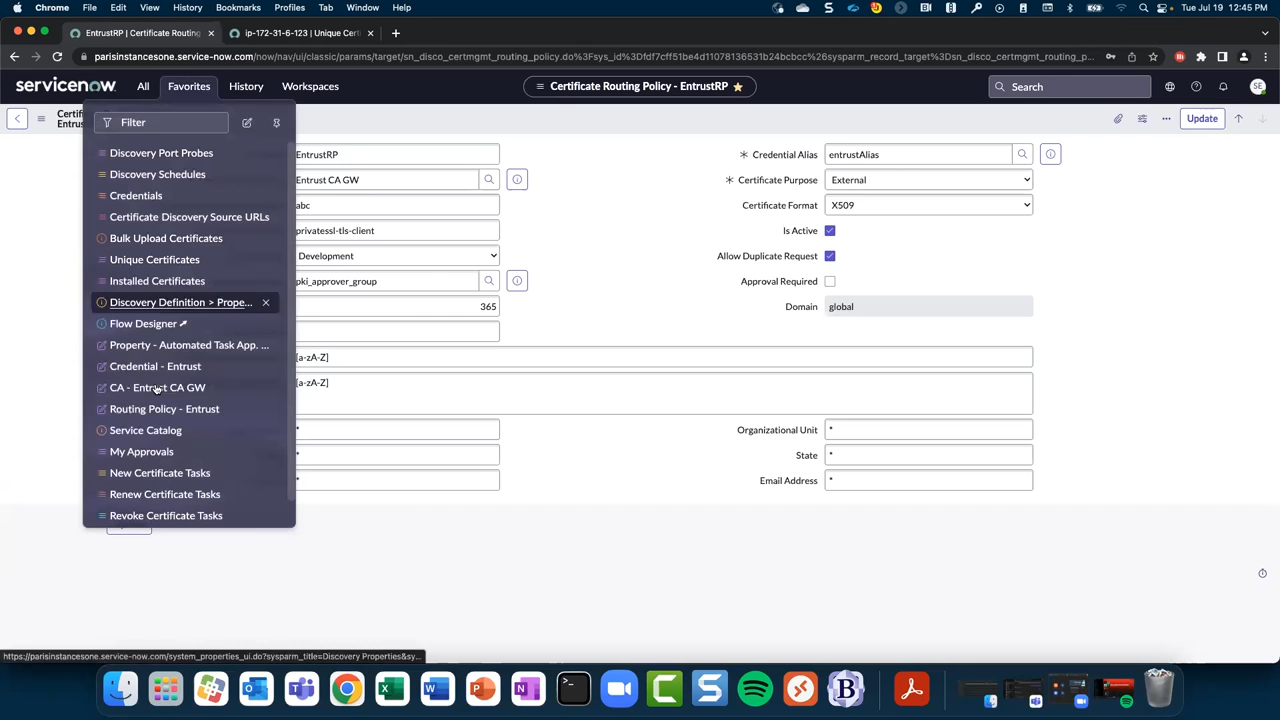 Chrome File Edit View History Bookmarks Profiles Tab Window Help Tue Jul 19 12:45 PM
EntrustRP | Certificate Routing × ip-172-31-6-123 | Unique Certi ×
parisinstancesone.service-now.com/now/nav/ui/classic/params/target/sn_disco_certmgmt_routing_policy.do%3Fsys_id%3Dfdf7cff51be4d11078136531b24bcbcc%26sysparm_record_target%3Dsn_disco_certmgmt_routing_p...
servicenow All Favorites History Workspaces Certificate Routing Policy - EntrustRP Search SE
Certif
Entrus
Update
Filter
Discovery Port Probes
Discovery Schedules
Credentials
Certificate Discovery Source URLs
Bulk Upload Certificates
Unique Certificates
Installed Certificates
Discovery Definition > Prope... ×
Flow Designer
Property - Automated Task App. ...
Credential - Entrust
CA - Entrust CA GW
Routing Policy - Entrust
Service Catalog
My Approvals
New Certificate Tasks
Renew Certificate Tasks
Revoke Certificate Tasks
EntrustRP
Entrust CA GW
abc
privatessl-tls-client
Development
pki_approver_group
365
[a-zA-Z]
[a-zA-Z]
*
*
*
Credential Alias entrustAlias
Certificate Purpose External
Certificate Format X509
Is Active
Allow Duplicate Request
Approval Required
Domain global
Organizational Unit *
State *
Email Address *
https://parisinstancesone.service-now.com/system_properties_ui.do?sysparm_title=Discovery Properties&sy...